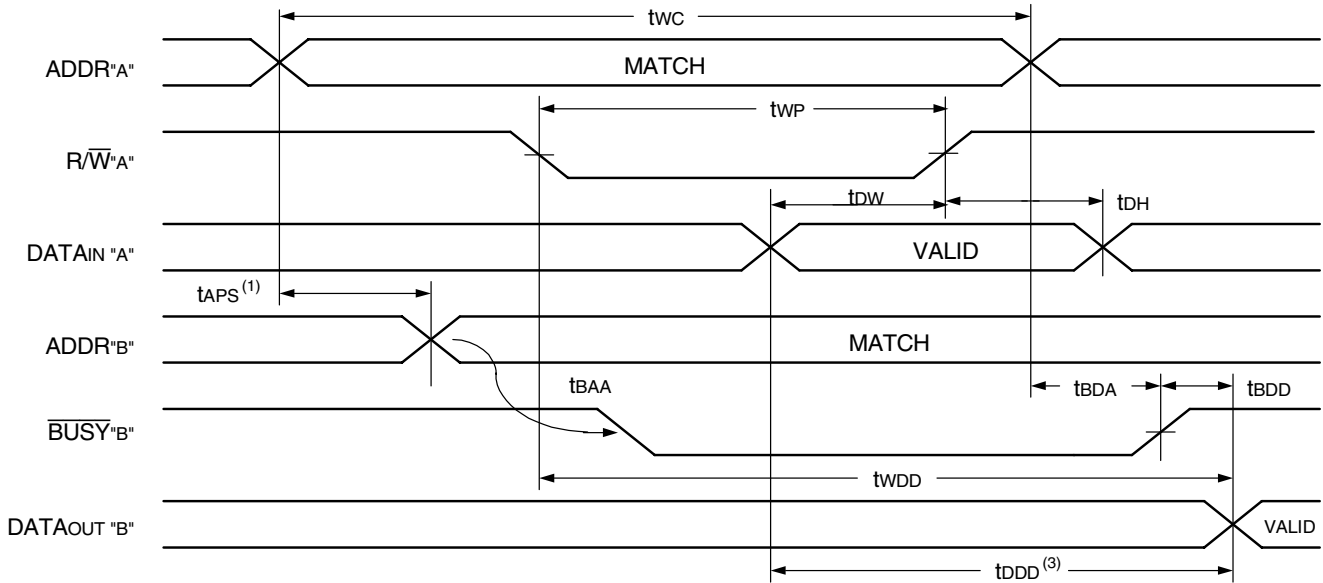 tWC
ADDR"A"
MATCH
tWP
R/W̅"A"
tDW
tDH
DATAIN "A"
VALID
tAPS(1)
ADDR"B"
MATCH
tBAA
tBDA
tBDD
B̅U̅S̅Y̅"B"
tWDD
DATAOUT "B"
VALID
tDDD(3)